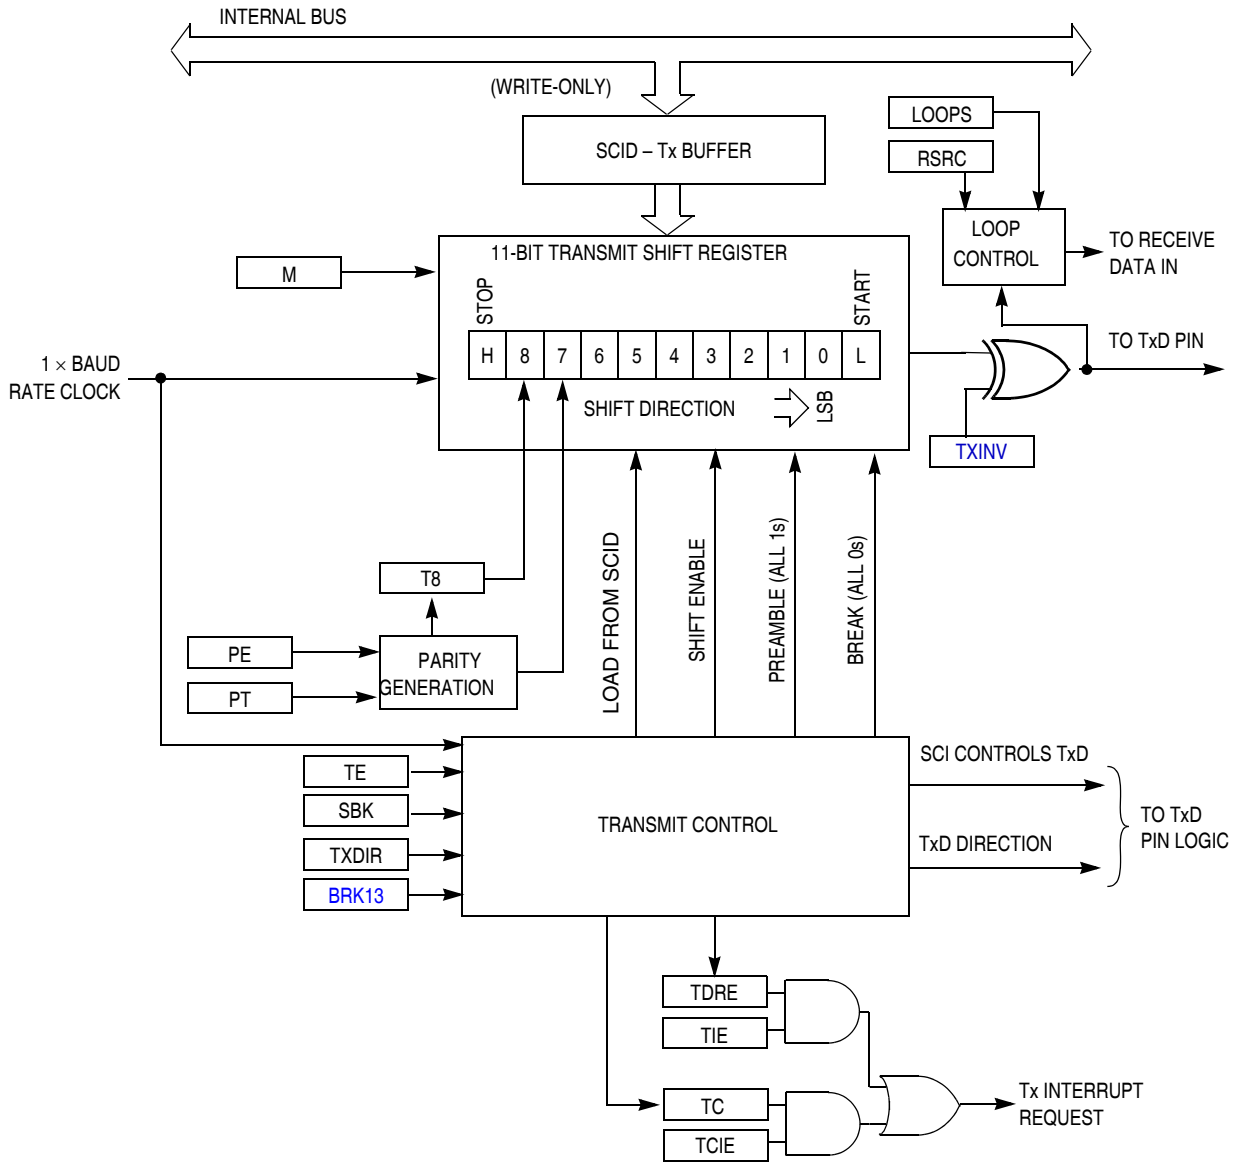 INTERNAL BUS
(WRITE-ONLY)
SCID – Tx BUFFER
LOOPS
RSRC
LOOP
CONTROL
TO RECEIVE
DATA IN
11-BIT TRANSMIT SHIFT REGISTER
M
STOP
START
H 8 7 6 5 4 3 2 1 0 L
1 × BAUD
RATE CLOCK
SHIFT DIRECTION
LSB
TO TxD PIN
TXINV
LOAD FROM SCID
SHIFT ENABLE
PREAMBLE (ALL 1s)
BREAK (ALL 0s)
T8
PE
PT
PARITY
GENERATION
TE
SBK
TXDIR
BRK13
TRANSMIT CONTROL
SCI CONTROLS TxD
TxD DIRECTION
TO TxD
PIN LOGIC
TDRE
TIE
TC
TCIE
Tx INTERRUPT
REQUEST